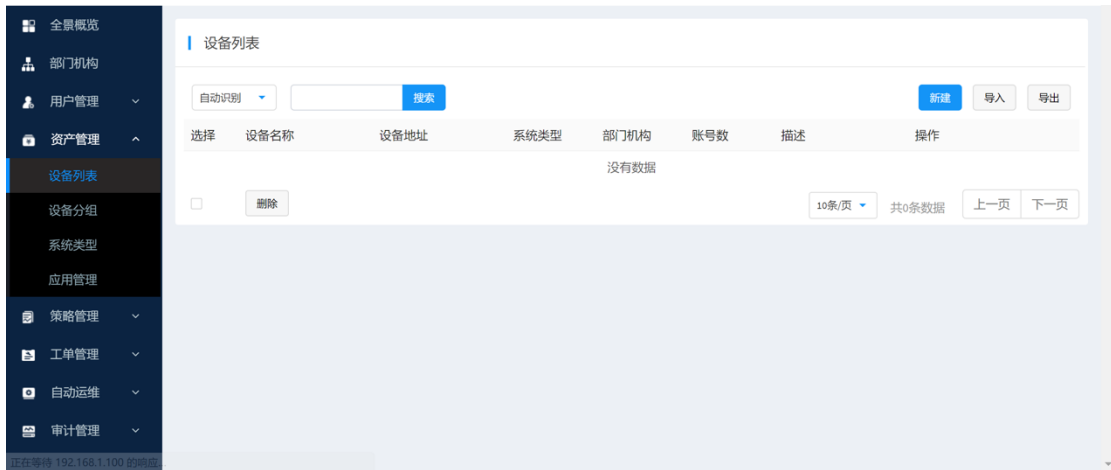 全景概览
部门机构
用户管理
资产管理
设备列表
设备分组
系统类型
应用管理
策略管理
工单管理
自动运维
审计管理
正在等待 192.168.1.100 的响应...
设备列表
自动识别 搜索 新建 导入 导出
选择 设备名称 设备地址 系统类型 部门机构 账号数 描述 操作
没有数据
删除 10条/页 共0条数据 上一页 下一页